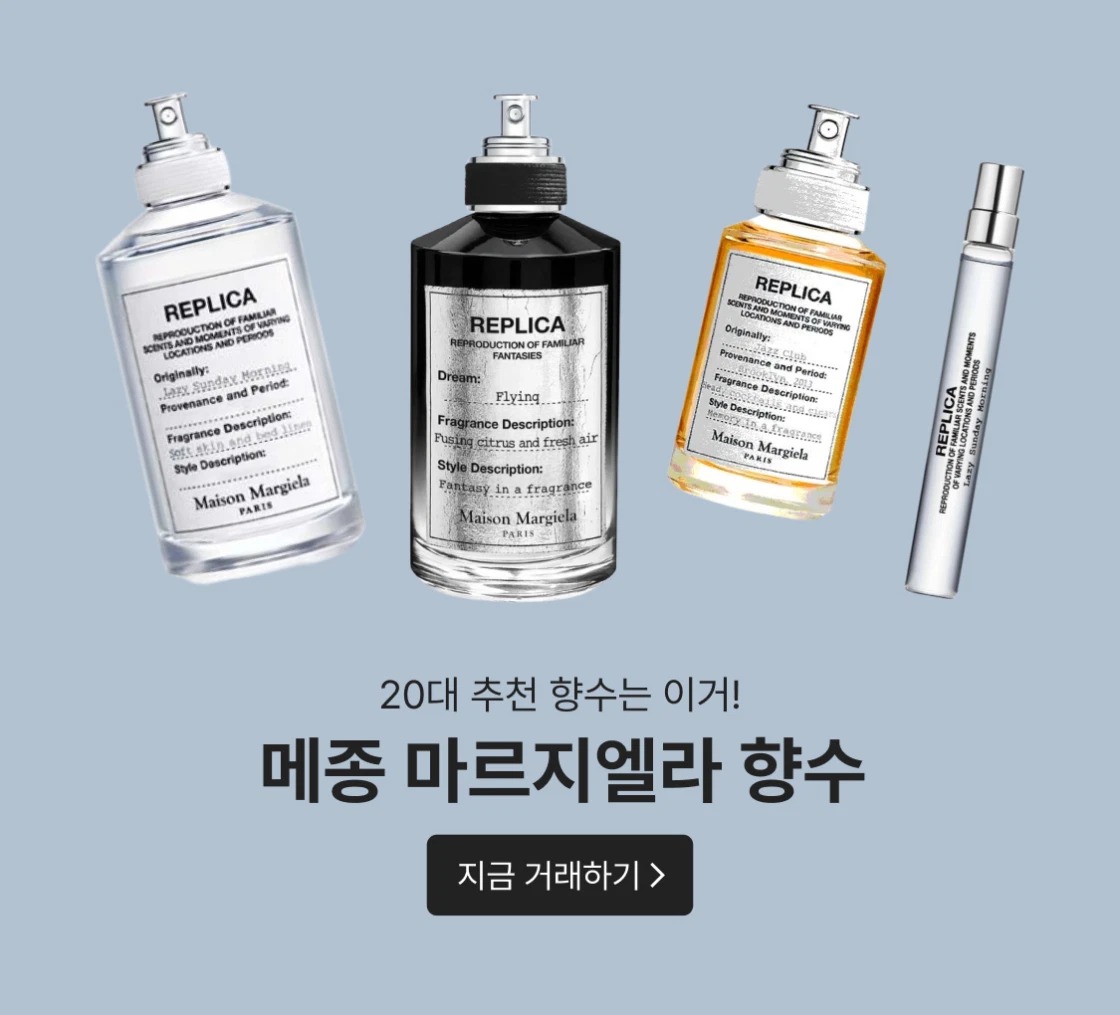 REPLICA
REPRODUCTION OF FAMILIAR
SCENTS AND MOMENTS OF VARYING
LOCATIONS AND PERIODS
Originally:
Lazy Sunday Morning
Provenance and Period:
Fragrance Description:
Soft skin and bed linen
Style Description:
Maison Margiela
PARIS
REPLICA
REPRODUCTION OF FAMILIAR
FANTASIES
Dream:
Flying
Fragrance Description:
Fusing citrus and fresh air
Style Description:
Fantasy in a fragrance
Maison Margiela
PARIS
REPLICA
REPRODUCTION OF FAMILIAR
SCENTS AND MOMENTS OF VARYING
LOCATIONS AND PERIODS
Originally:
Jazz Club
Provenance and Period:
Brooklyn,
Fragrance Description:
cocktails and
Style Description:
Memory in a fragrance
Maison Margiela
PARIS
REPLICA
REPRODUCTION OF FAMILIAR SCENTS AND MOMENTS
OF VARYING LOCATIONS AND PERIODS
Lazy Sunday Morning
20대 추천 향수는 이거!
메종 마르지엘라 향수
지금 거래하기 >